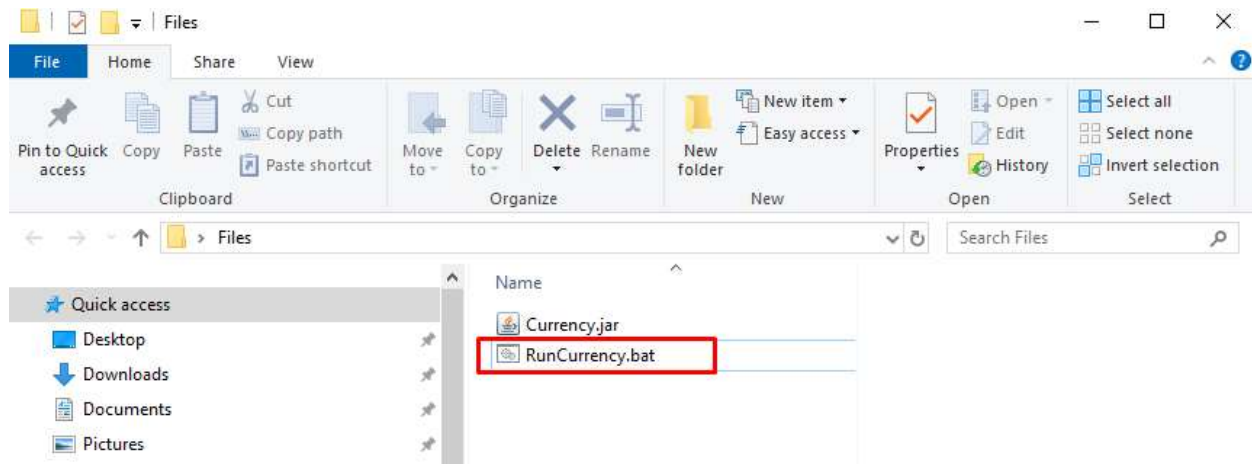 Files
File Home Share View
Pin to Quick access
Copy
Paste
Cut
Copy path
Paste shortcut
Clipboard
Move to
Copy to
Delete
Rename
Organize
New folder
New item
Easy access
New
Properties
Open
Edit
History
Open
Select all
Select none
Invert selection
Select
Files
Search Files
Quick access
Desktop
Downloads
Documents
Pictures
Name
Currency.jar
RunCurrency.bat